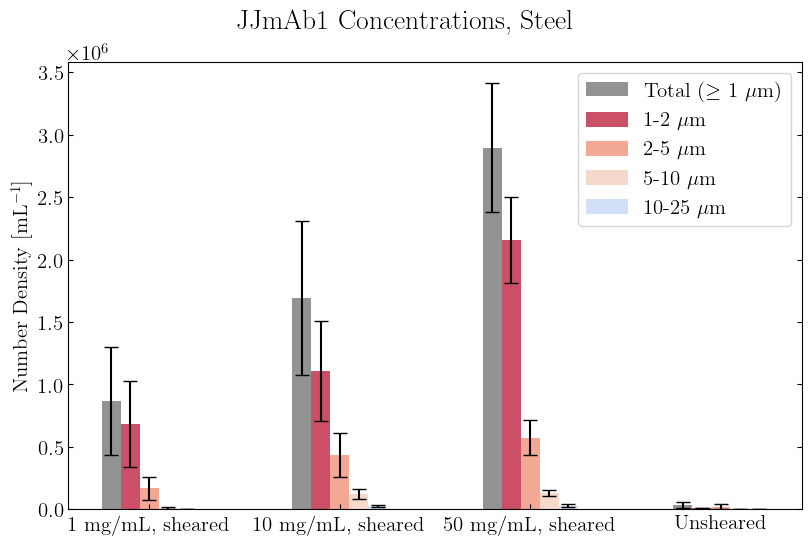 JJmAb1 Concentrations, Steel
×10⁶
3.5
3.0
2.5
2.0
1.5
1.0
0.5
0.0
Number Density [mL⁻¹]
Total (≥ 1 μm)
1-2 μm
2-5 μm
5-10 μm
10-25 μm
1 mg/mL, sheared
10 mg/mL, sheared
50 mg/mL, sheared
Unsheared